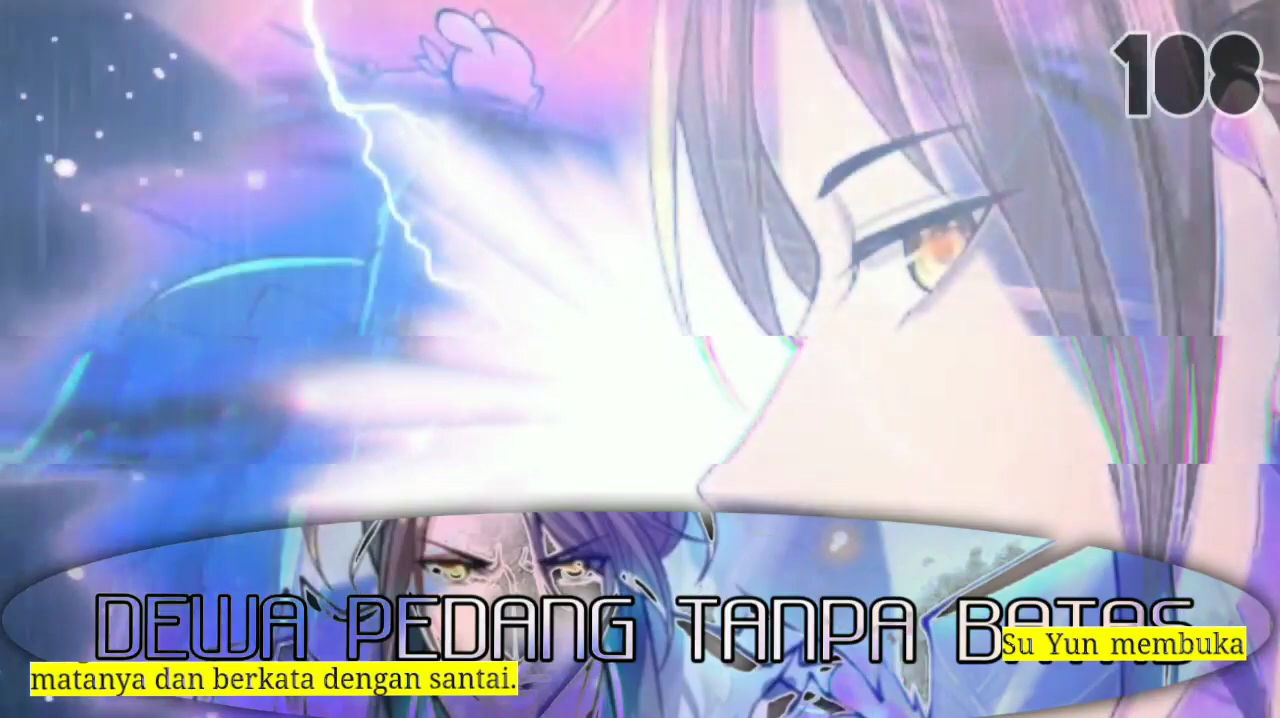 108
DEWA PEDANG TANPA BATAS
Su Yun membuka
matanya dan berkata dengan santai.